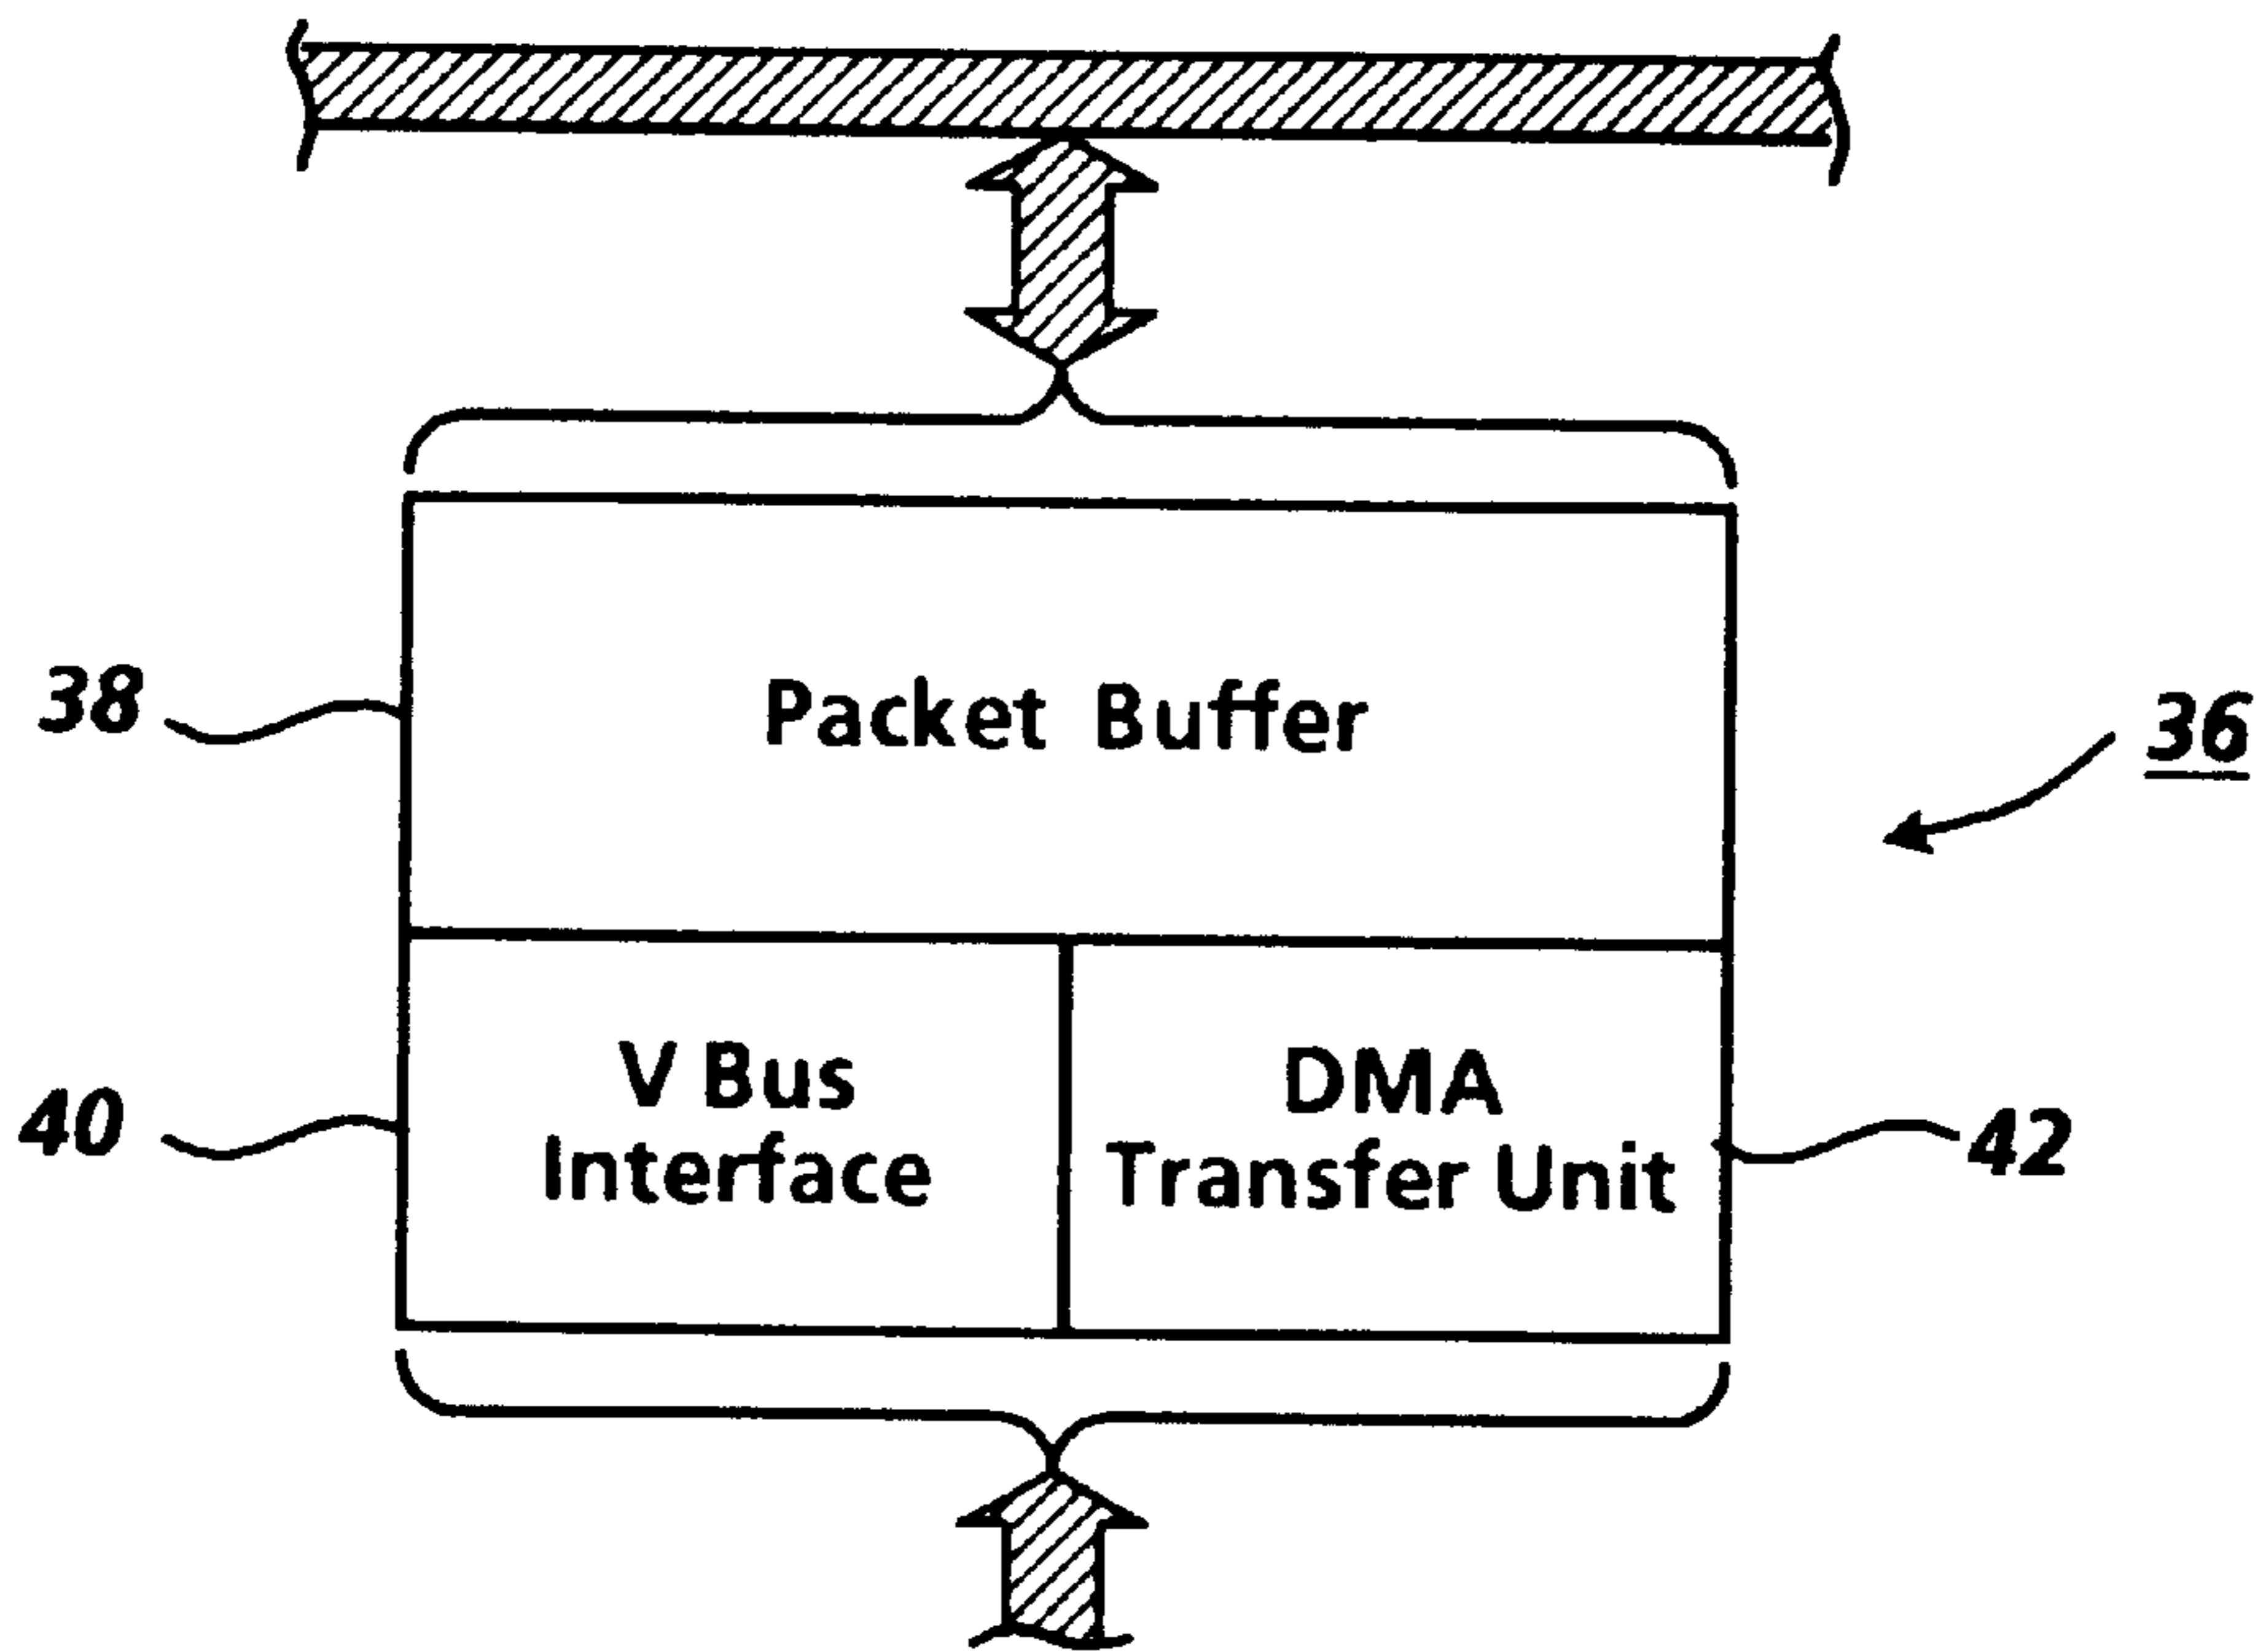 38
Packet Buffer
36
40
V Bus
Interface
DMA
Transfer Unit
42